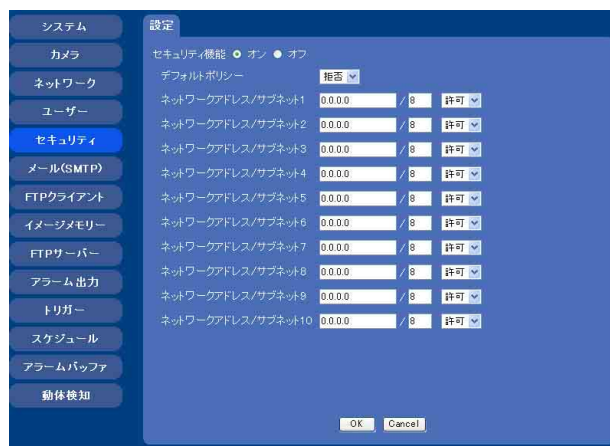 システム
カメラ
ネットワーク
ユーザー
セキュリティ
メール(SMTP)
FTPクライアント
イメージメモリー
FTPサーバー
アラーム出力
トリガー
スケジュール
アラームバッファ
動体検知
設定
セキュリティ機能 オン オフ
デフォルトポリシー 拒否
ネットワークアドレス/サブネット1 0.0.0.0 / 8 許可
ネットワークアドレス/サブネット2 0.0.0.0 / 8 許可
ネットワークアドレス/サブネット3 0.0.0.0 / 8 許可
ネットワークアドレス/サブネット4 0.0.0.0 / 8 許可
ネットワークアドレス/サブネット5 0.0.0.0 / 8 許可
ネットワークアドレス/サブネット6 0.0.0.0 / 8 許可
ネットワークアドレス/サブネット7 0.0.0.0 / 8 許可
ネットワークアドレス/サブネット8 0.0.0.0 / 8 許可
ネットワークアドレス/サブネット9 0.0.0.0 / 8 許可
ネットワークアドレス/サブネット10 0.0.0.0 / 8 許可
OK Cancel